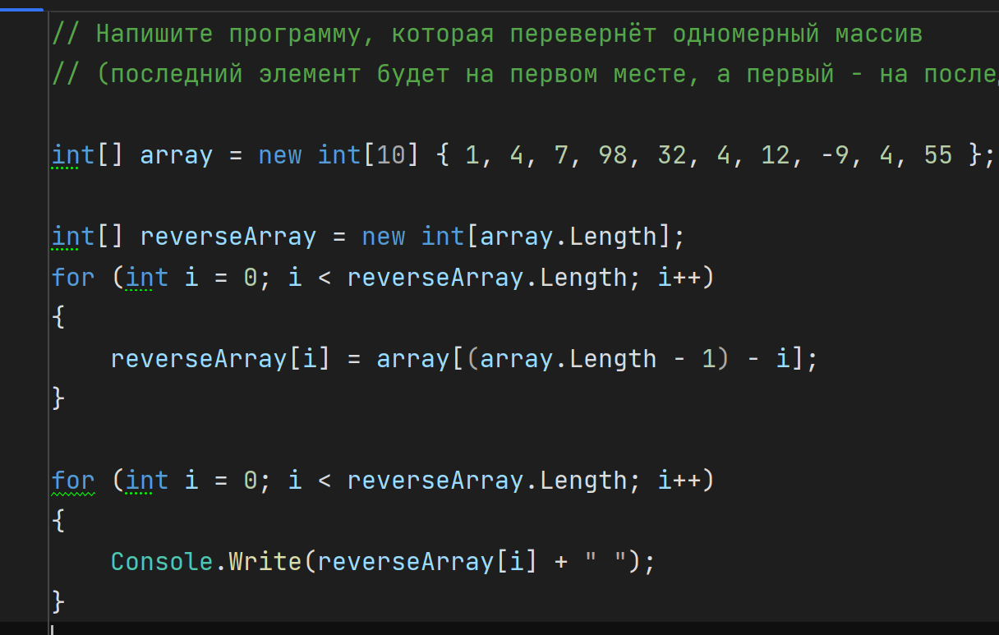 // Напишите программу, которая перевернёт одномерный массив
// (последний элемент будет на первом месте, а первый - на
int[] array = new int[10] { 1, 4, 7, 98, 32, 4, 12, -9, 4, 55 };
int[] reverseArray = new int[array.Length];
for (int i = 0; i < reverseArray.Length; i++)
{
    reverseArray[i] = array[(array.Length - 1) - i];
}
for (int i = 0; i < reverseArray.Length; i++)
{
    Console.Write(reverseArray[i] + " ");
}